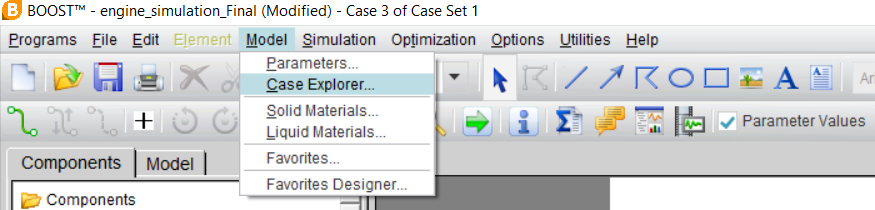 BOOST™ - engine_simulation_Final (Modified) - Case 3 of Case Set 1
Programs File Edit Element Model Simulation Optimization Options Utilities Help
Parameters...
Case Explorer...
Solid Materials...
Liquid Materials...
Favorites...
Favorites Designer...
A Ar
Parameter Values
Components Model
Components